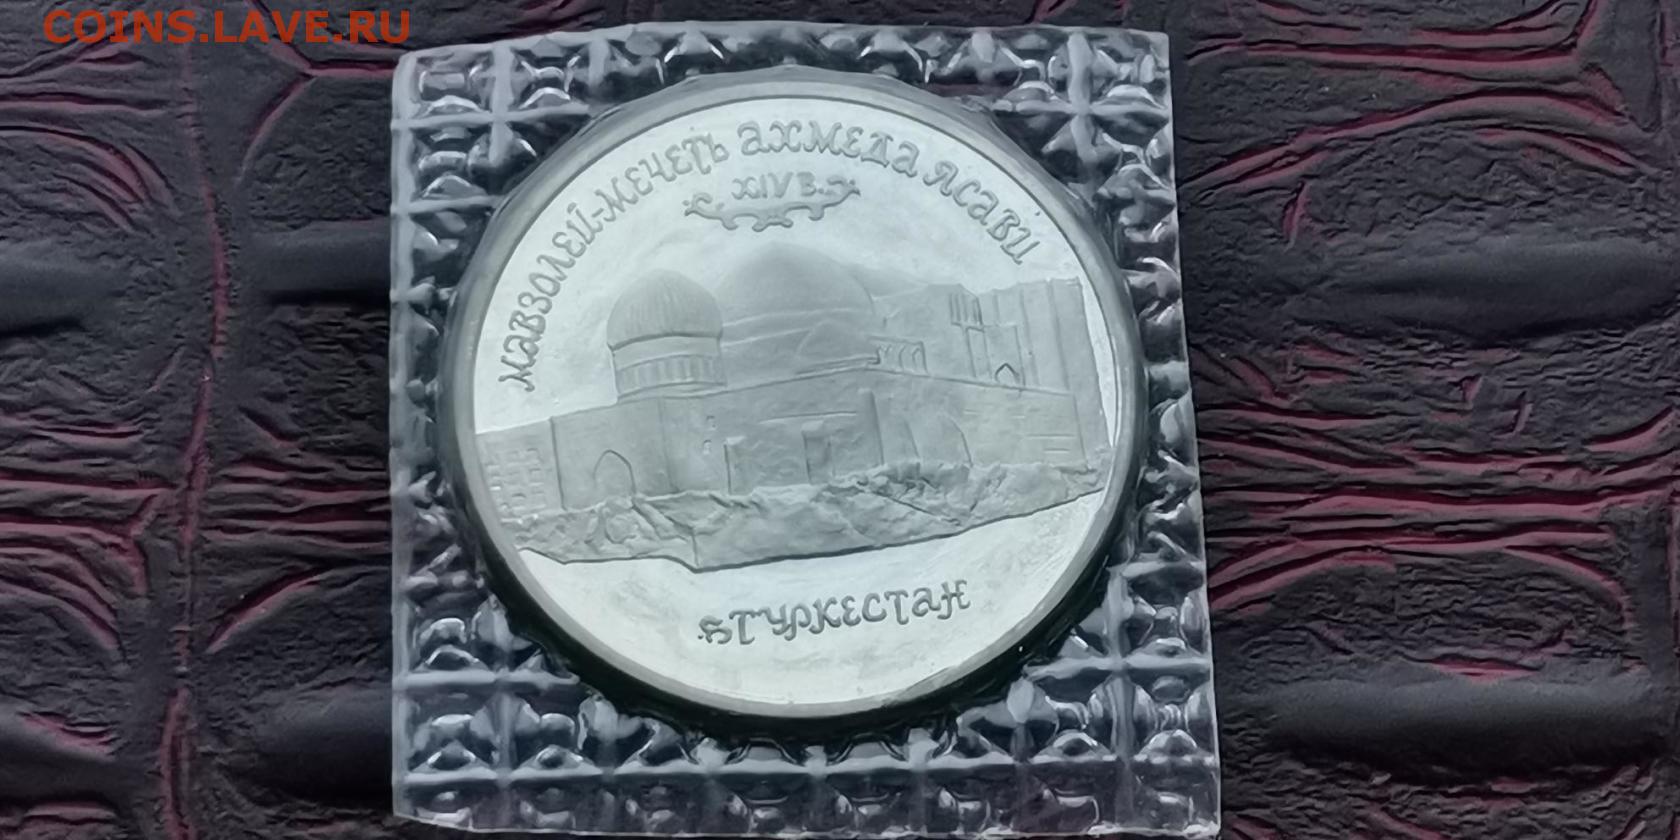 COINS.LAVE.RU
МАВЗОЛЕЙ-МЕЧЕТЬ АХМЕДА ЯСАВИ
XIV В.
В ТУРКЕСТАН